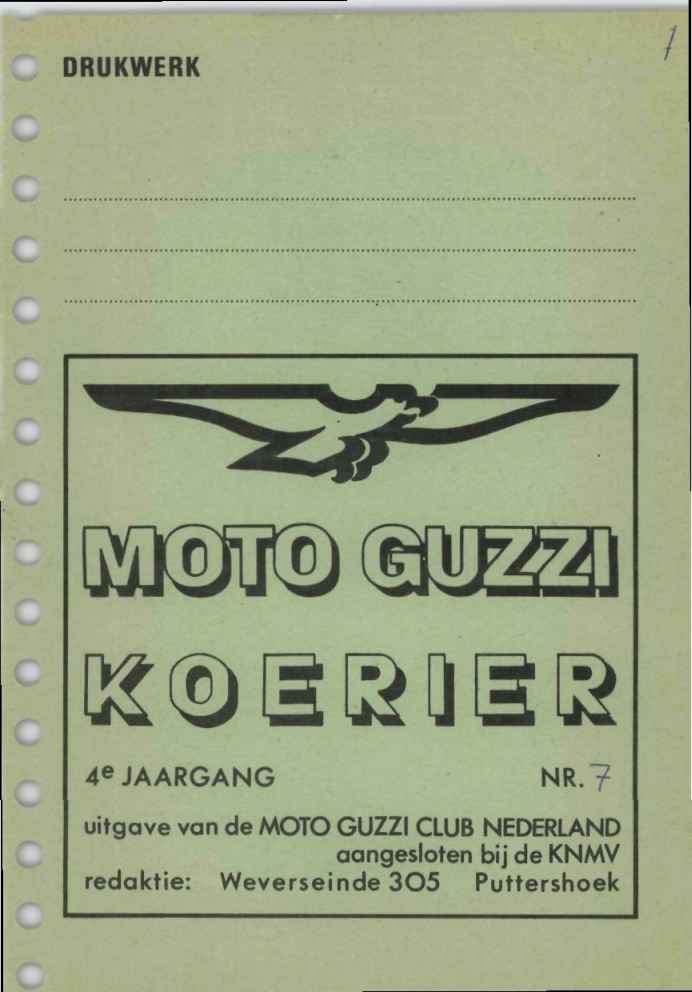 7
DRUKWERK
MOTO GUZZI
KOERIER
4e JAARGANG NR. 7
uitgave van de MOTO GUZZI CLUB NEDERLAND
aangesloten bij de KNMV
redaktie: Weverseinde 305 Puttershoek